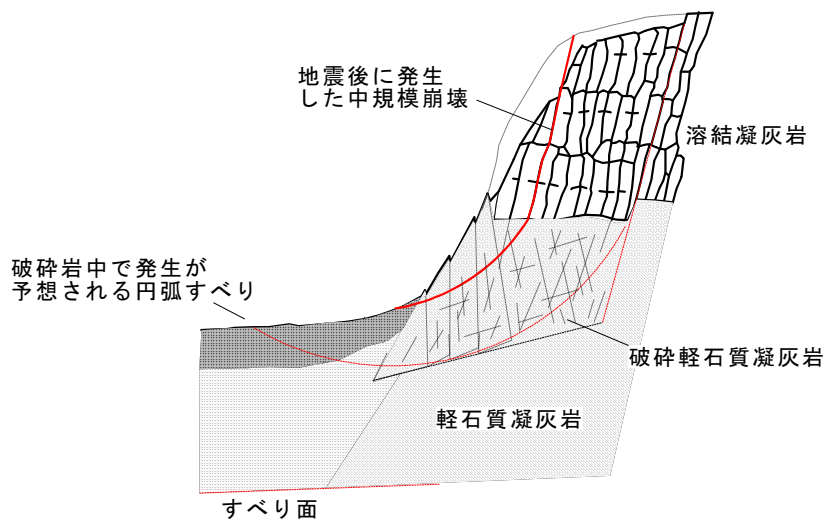 地震後に発生
した中規模崩壊
溶結凝灰岩
破砕岩中で発生が
予想される円弧すべり
破砕軽石質凝灰岩
軽石質凝灰岩
すべり面